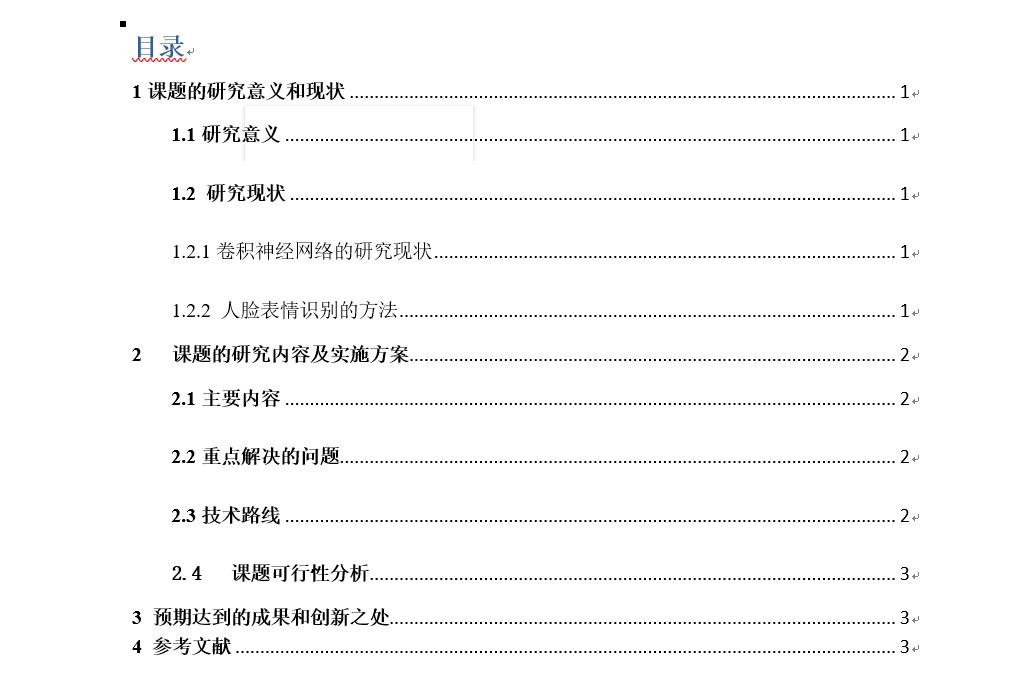 目录
1 课题的研究意义和现状 1
1.1 研究意义 1
1.2 研究现状 1
1.2.1 卷积神经网络的研究现状 1
1.2.2 人脸表情识别的方法 1
2 课题的研究内容及实施方案 2
2.1 主要内容 2
2.2 重点解决的问题 2
2.3 技术路线 2
2.4 课题可行性分析 3
3 预期达到的成果和创新之处 3
4 参考文献 3